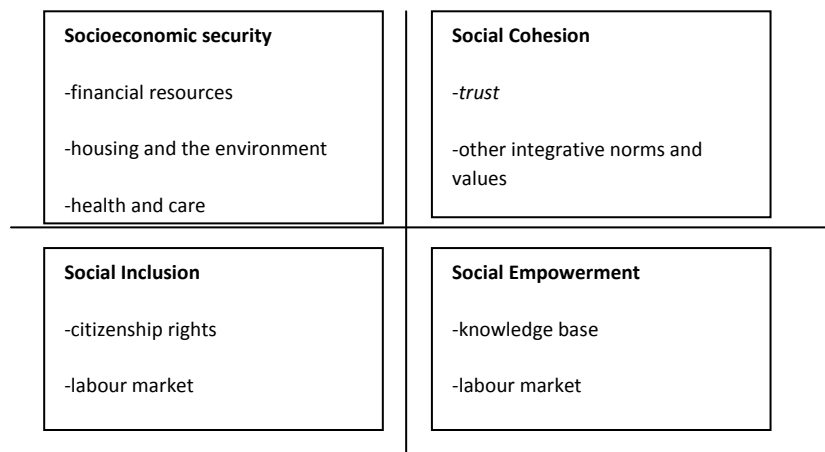 Socioeconomic security
-financial resources
-housing and the environment
-health and care
Social Cohesion
-trust
-other integrative norms and
values
Social Inclusion
-citizenship rights
-labour market
Social Empowerment
-knowledge base
-labour market